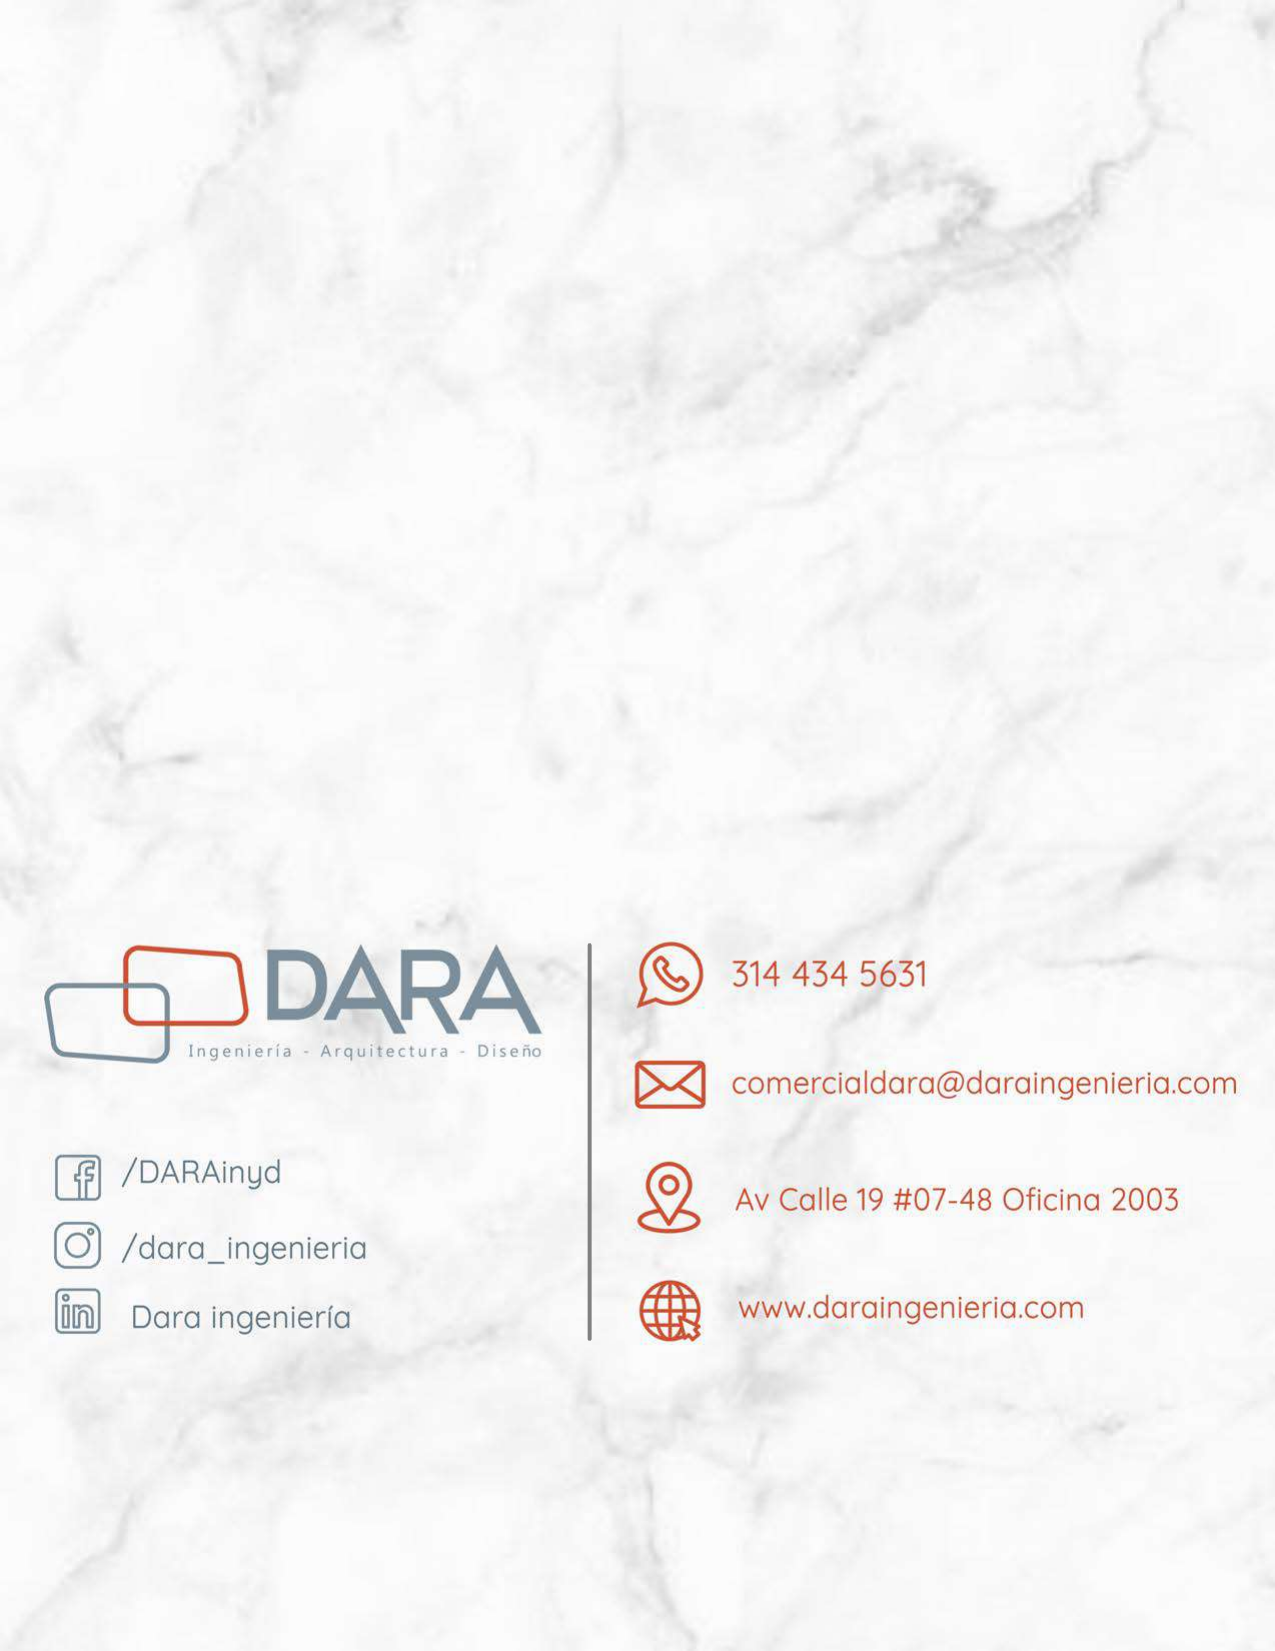 DARA
Ingeniería - Arquitectura - Diseño
/DARAinyd
/dara_ingenieria
Dara ingeniería
314 434 5631
comercialdara@daraingenieria.com
Av Calle 19 #07-48 Oficina 2003
www.daraingenieria.com